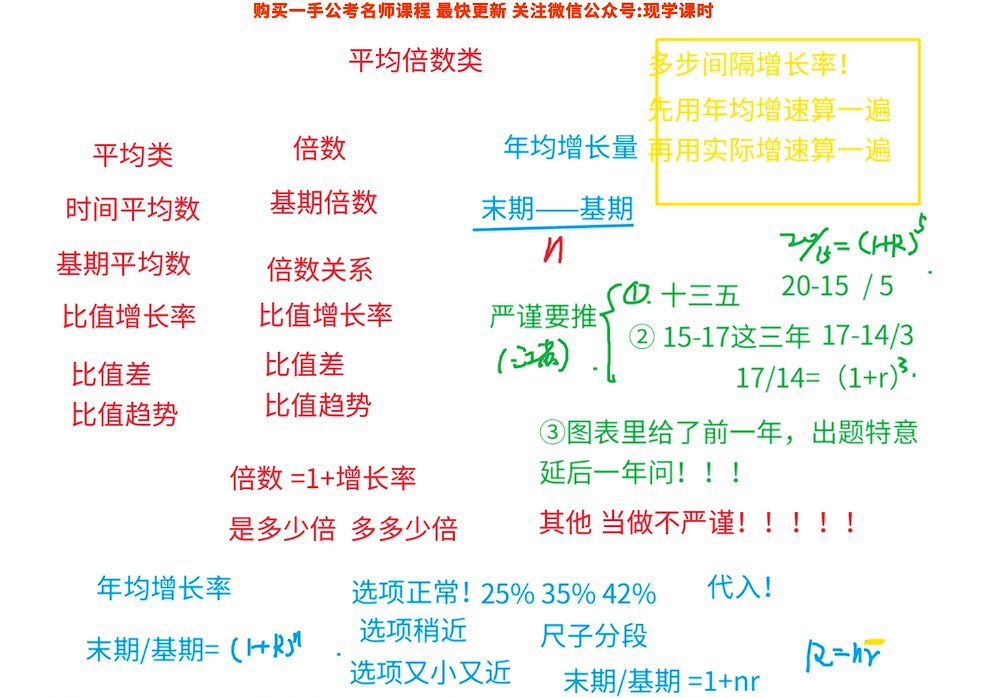 购买一手公考名师课程 最快更新 关注微信公众号:现学课时
平均倍数类
多步间隔增长率！
先用年均增速算一遍
再用实际增速算一遍
平均类
时间平均数
基期平均数
比值增长率
比值差
比值趋势
倍数
基期倍数
倍数关系
比值增长率
比值差
比值趋势
年均增长量
末期——基期
n
20/15=(1+R)^5
严谨要推
(江苏)
①. 十三五 20-15 / 5
② 15-17这三年 17-14/3
17/14=（1+r)^3
③图表里给了前一年，出题特意
延后一年问！！！
其他 当做不严谨！！！！！
倍数 =1+增长率
是多少倍 多多少倍
年均增长率
末期/基期= (1+R)^n
选项正常！25% 35% 42% 代入！
选项稍近 尺子分段
选项又小又近 末期/基期 =1+nr
R=nr̄